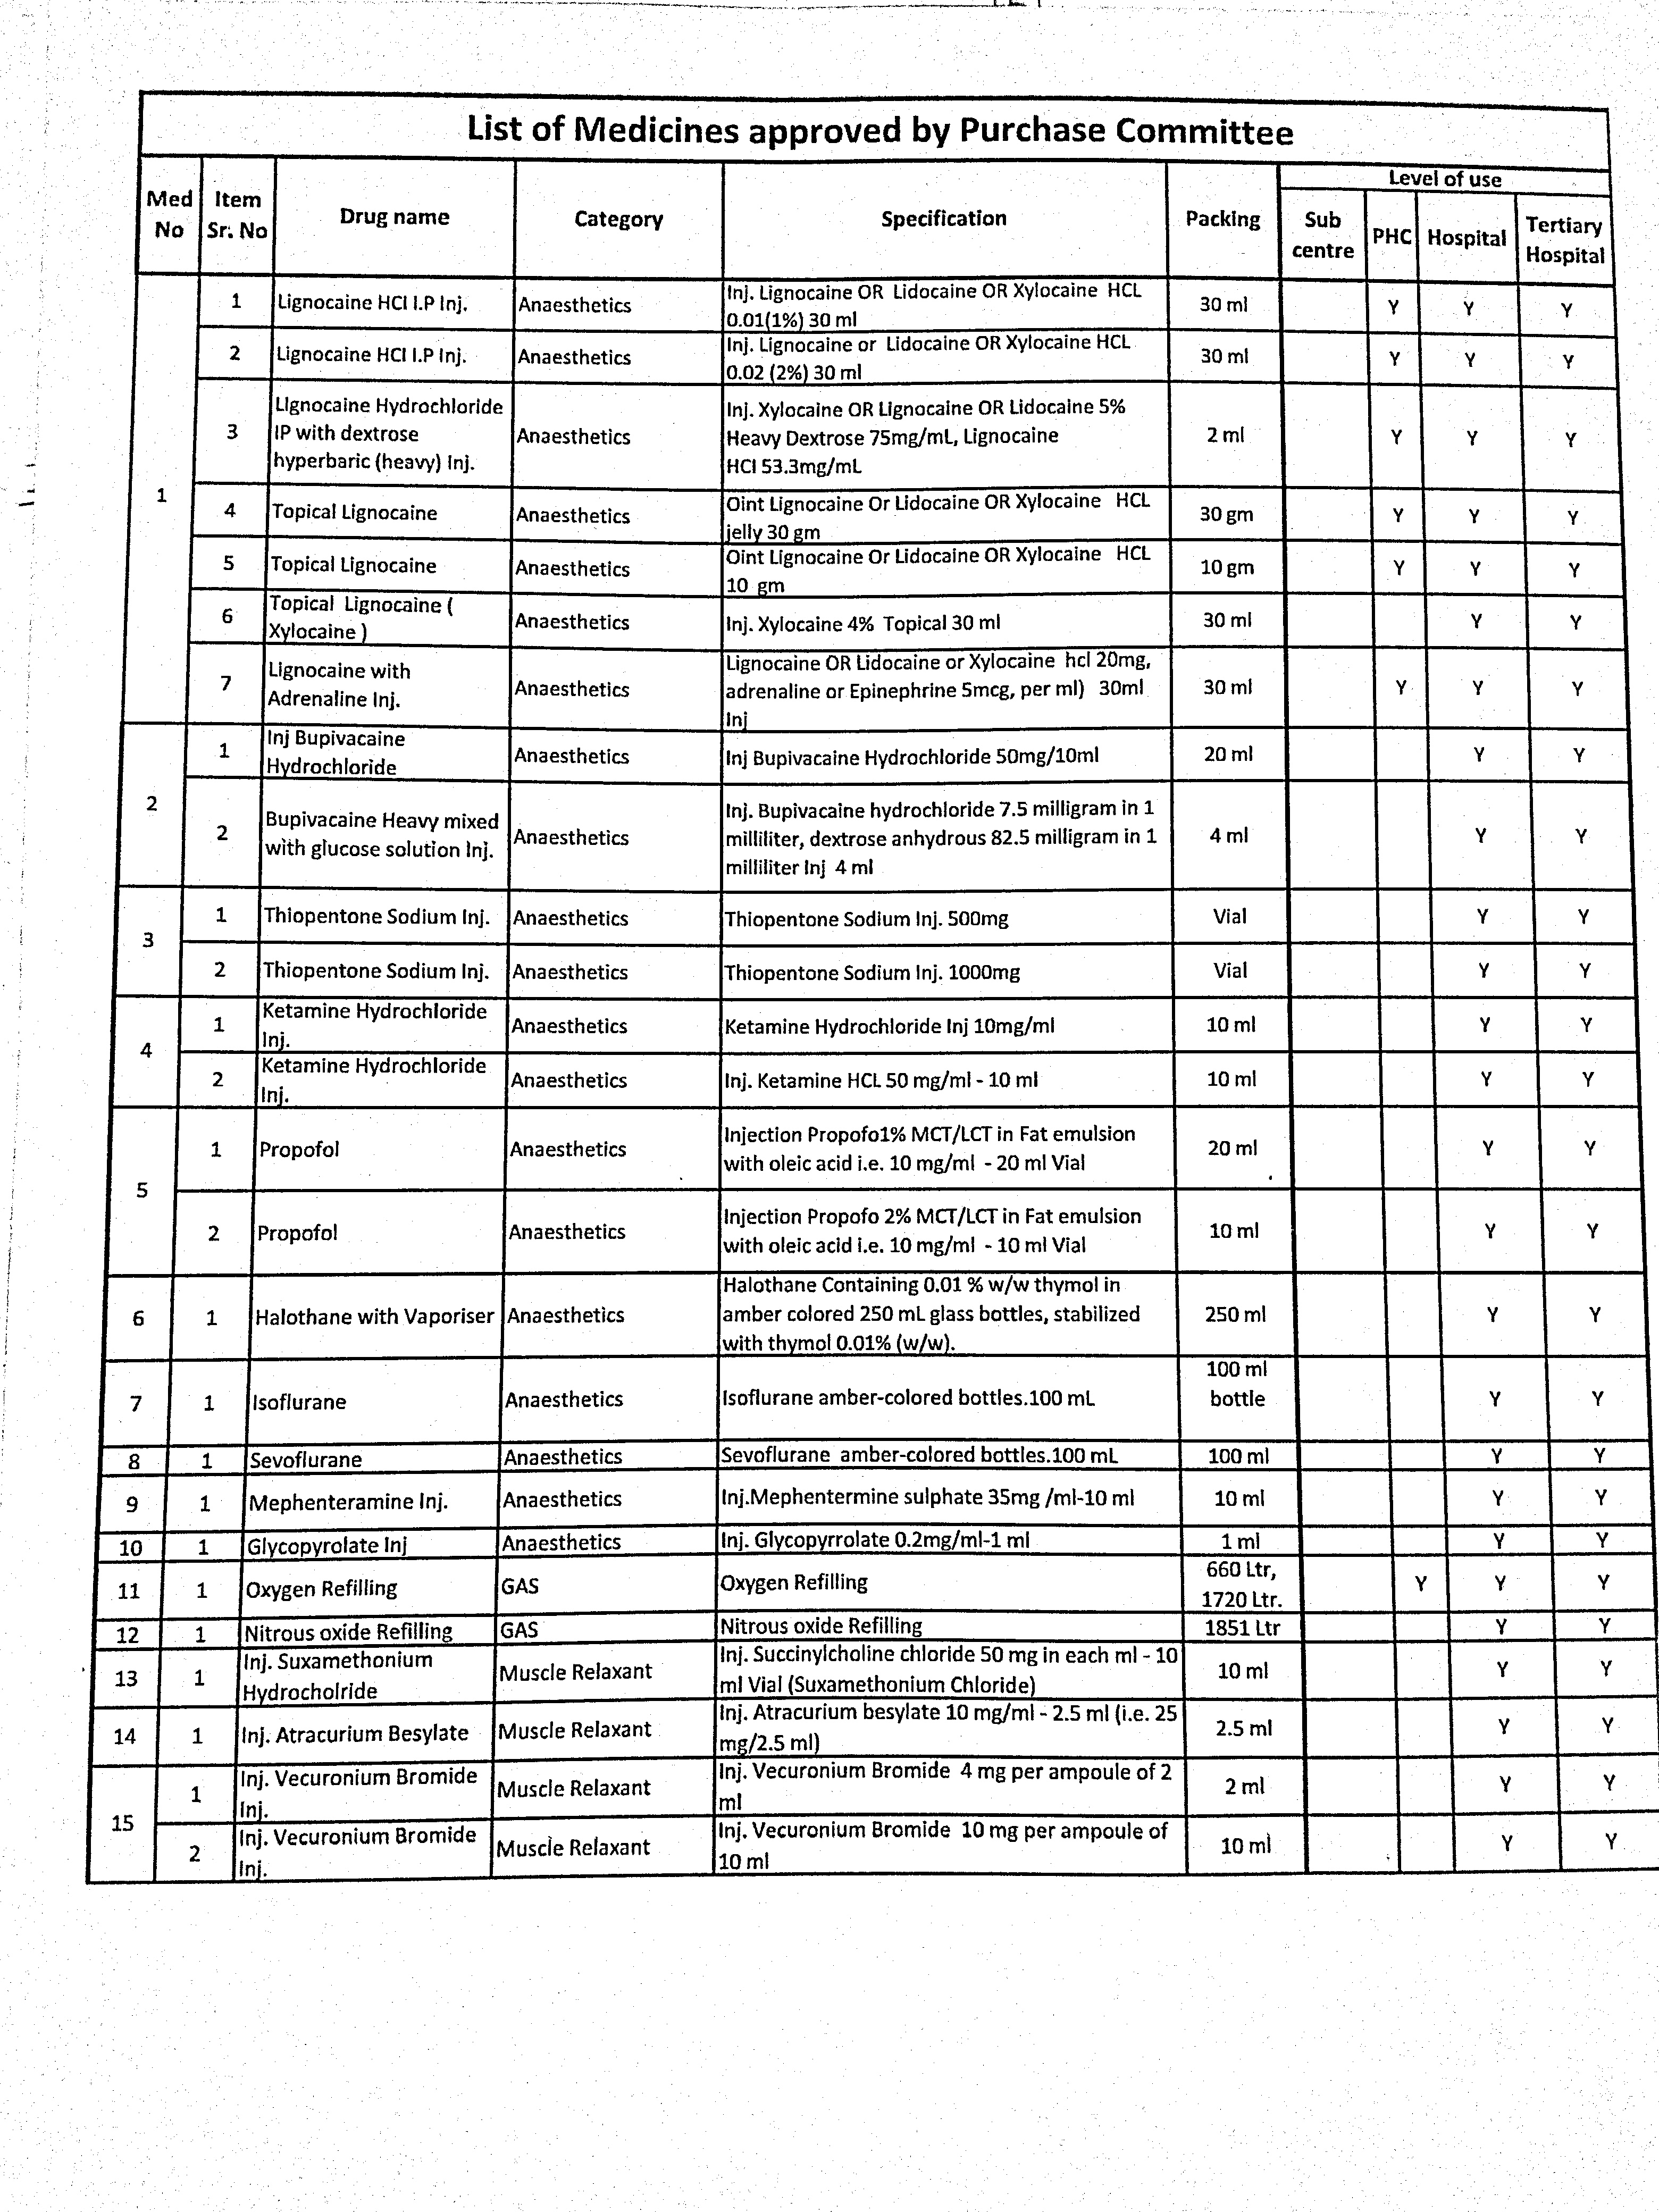 List of Medicines approved by Purchase Committee
Med No Item Sr. No Drug name Category Specification Packing Level of use
Sub centre PHC Hospital Tertiary Hospital
1 1 Lignocaine HCl I.P Inj. Anaesthetics Inj. Lignocaine OR Lidocaine OR Xylocaine HCL 0.01(1%) 30 ml 30 ml Y Y Y
2 Lignocaine HCl I.P Inj. Anaesthetics Inj. Lignocaine or Lidocaine OR Xylocaine HCL 0.02 (2%) 30 ml 30 ml Y Y Y
3 Lignocaine Hydrochloride IP with dextrose hyperbaric (heavy) Inj. Anaesthetics Inj. Xylocaine OR Lignocaine OR Lidocaine 5% Heavy Dextrose 75mg/mL, Lignocaine HCl 53.3mg/mL 2 ml Y Y Y
4 Topical Lignocaine Anaesthetics Oint Lignocaine Or Lidocaine OR Xylocaine HCL jelly 30 gm 30 gm Y Y Y
5 Topical Lignocaine Anaesthetics Oint Lignocaine Or Lidocaine OR Xylocaine HCL 10 gm 10 gm Y Y Y
6 Topical Lignocaine ( Xylocaine ) Anaesthetics Inj. Xylocaine 4% Topical 30 ml 30 ml Y Y
7 Lignocaine with Adrenaline Inj. Anaesthetics Lignocaine OR Lidocaine or Xylocaine hcl 20mg, adrenaline or Epinephrine 5mcg, per ml) 30ml Inj 30 ml Y Y Y
2 1 Inj Bupivacaine Hydrochloride Anaesthetics Inj Bupivacaine Hydrochloride 50mg/10ml 20 ml Y Y
2 Bupivacaine Heavy mixed with glucose solution Inj. Anaesthetics Inj. Bupivacaine hydrochloride 7.5 milligram in 1 milliliter, dextrose anhydrous 82.5 milligram in 1 milliliter Inj 4 ml 4 ml Y Y
3 1 Thiopentone Sodium Inj. Anaesthetics Thiopentone Sodium Inj. 500mg Vial Y Y
2 Thiopentone Sodium Inj. Anaesthetics Thiopentone Sodium Inj. 1000mg Vial Y Y
4 1 Ketamine Hydrochloride Inj. Anaesthetics Ketamine Hydrochloride Inj 10mg/ml 10 ml Y Y
2 Ketamine Hydrochloride Inj. Anaesthetics Inj. Ketamine HCL 50 mg/ml - 10 ml 10 ml Y Y
5 1 Propofol Anaesthetics Injection Propofo1% MCT/LCT in Fat emulsion with oleic acid i.e. 10 mg/ml - 20 ml Vial 20 ml Y Y
2 Propofol Anaesthetics Injection Propofo 2% MCT/LCT in Fat emulsion with oleic acid i.e. 10 mg/ml - 10 ml Vial 10 ml Y Y
6 1 Halothane with Vaporiser Anaesthetics Halothane Containing 0.01 % w/w thymol in amber colored 250 mL glass bottles, stabilized with thymol 0.01% (w/w). 250 ml Y Y
7 1 Isoflurane Anaesthetics Isoflurane amber-colored bottles.100 mL 100 ml bottle Y Y
8 1 Sevoflurane Anaesthetics Sevoflurane amber-colored bottles.100 mL 100 ml Y Y
9 1 Mephenteramine Inj. Anaesthetics Inj.Mephentermine sulphate 35mg /ml-10 ml 10 ml Y Y
10 1 Glycopyrolate Inj Anaesthetics Inj. Glycopyrrolate 0.2mg/ml-1 ml 1 ml Y Y
11 1 Oxygen Refilling GAS Oxygen Refilling 660 Ltr, 1720 Ltr. Y Y Y
12 1 Nitrous oxide Refilling GAS Nitrous oxide Refilling 1851 Ltr Y Y
13 1 Inj. Suxamethonium Hydrocholride Muscle Relaxant Inj. Succinylcholine chloride 50 mg in each ml - 10 ml Vial (Suxamethonium Chloride) 10 ml Y Y
14 1 Inj. Atracurium Besylate Muscle Relaxant Inj. Atracurium besylate 10 mg/ml - 2.5 ml (i.e. 25 mg/2.5 ml) 2.5 ml Y Y
15 1 Inj. Vecuronium Bromide Inj. Muscle Relaxant Inj. Vecuronium Bromide 4 mg per ampoule of 2 ml 2 ml Y Y
2 Inj. Vecuronium Bromide Inj. Muscle Relaxant Inj. Vecuronium Bromide 10 mg per ampoule of 10 ml 10 ml Y Y